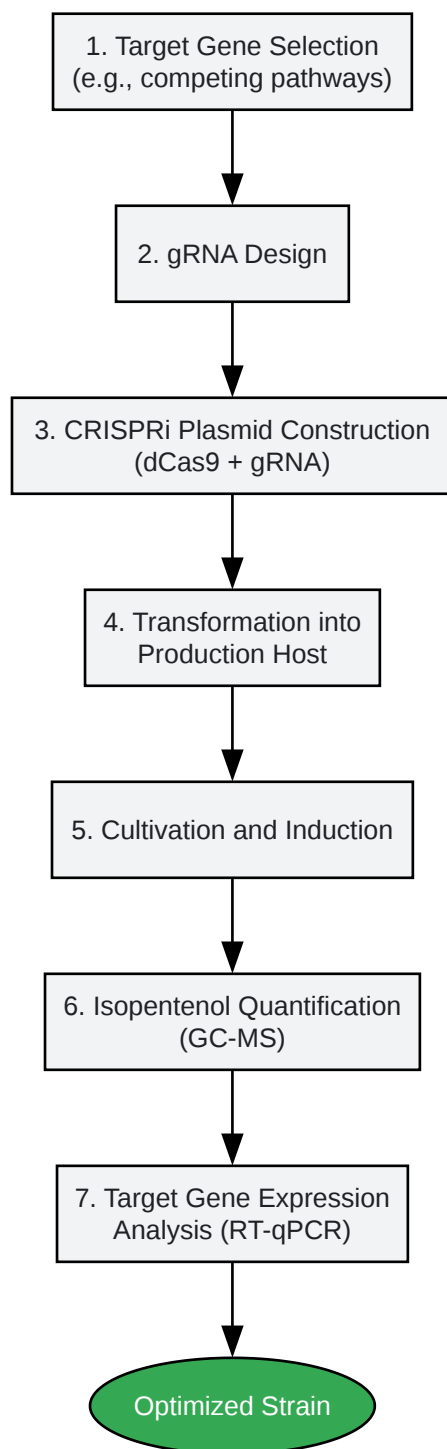 1. Target Gene Selection
(e.g., competing pathways)
2. gRNA Design
3. CRISPRi Plasmid Construction
(dCas9 + gRNA)
4. Transformation into
Production Host
5. Cultivation and Induction
6. Isopentenol Quantification
(GC-MS)
7. Target Gene Expression
Analysis (RT-qPCR)
Optimized Strain